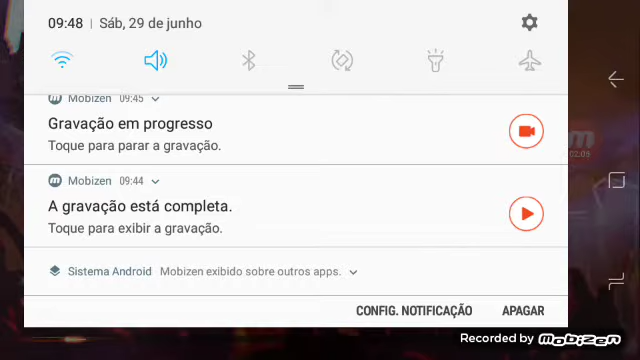 09:48 | Sáb, 29 de junho
Mobizen 09:45
Gravação em progresso
Toque para parar a gravação.
Mobizen 09:44
A gravação está completa.
Toque para exibir a gravação.
Sistema Android Mobizen exibido sobre outros apps.
CONFIG. NOTIFICAÇÃO APAGAR
02:09
Recorded by mobizen